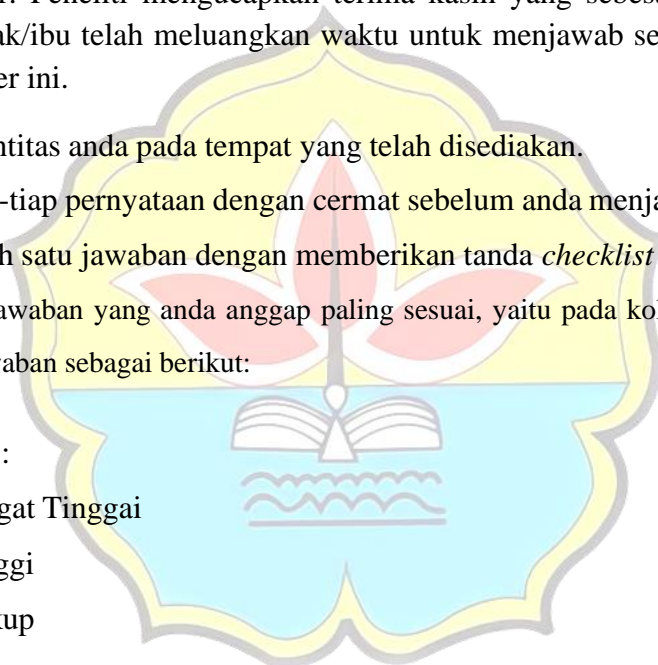 Peneliti mengucapkan terima kasih yang
ak/ibu telah meluangkan waktu untuk menjawab se
er ini.
ntitas anda pada tempat yang telah disediakan.
-tiap pernyataan dengan cermat sebelum anda menja
h satu jawaban dengan memberikan tanda checklist
awaban yang anda anggap paling sesuai, yaitu pada ko
vaban sebagai berikut:
:
gat Tinggai
ggi
kup